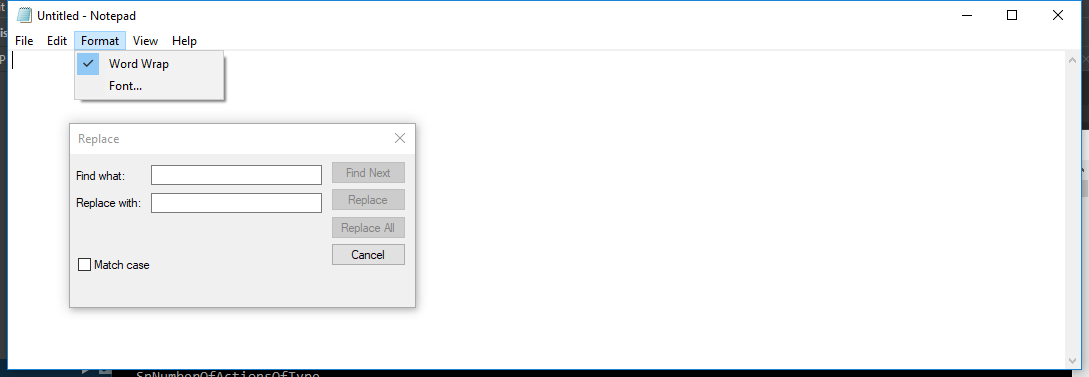 Untitled - Notepad
File Edit Format View Help
Word Wrap
Font...
Replace
Find what:
Find Next
Replace with:
Replace
Replace All
Cancel
Match case